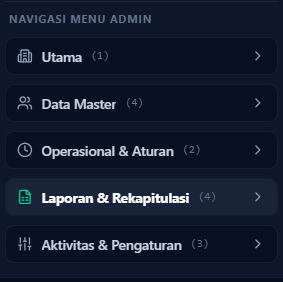 NAVIGASI MENU ADMIN
Utama (1)
Data Master (4)
Operasional & Aturan (2)
Laporan & Rekapitulasi (4)
Aktivitas & Pengaturan (3)